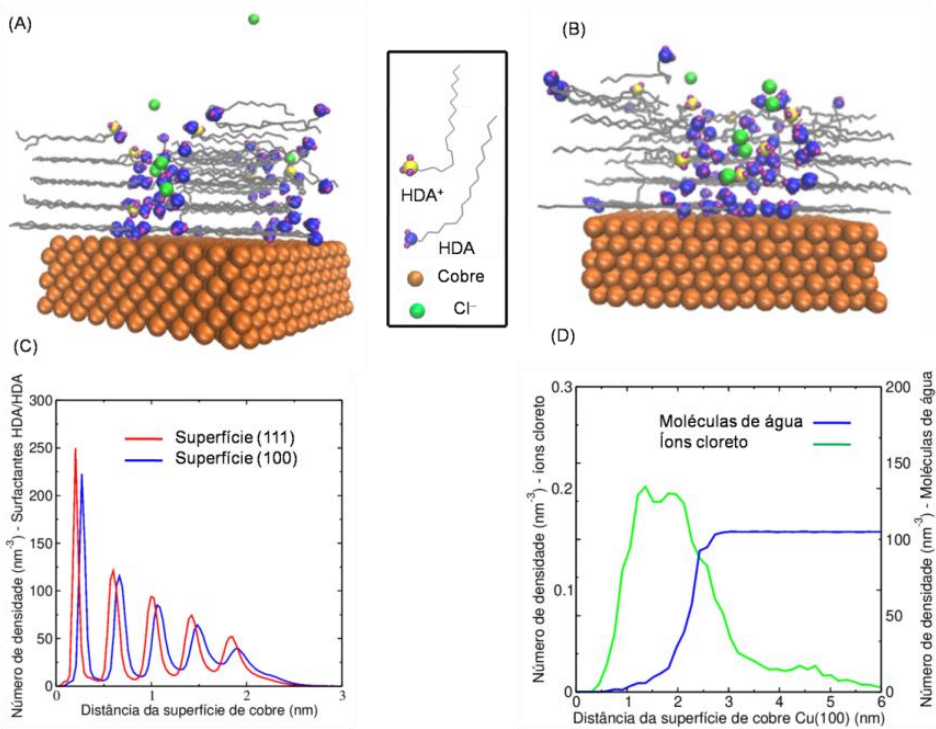 (A)
(B)
HDA⁺
HDA
Cobre
Cl⁻
(C)
Número de densidade (nm⁻³) - Surfactantes HDA/HDA
300
250
200
150
100
50
0
Superfície (111)
Superfície (100)
0
1
2
3
Distância da superfície de cobre (nm)
(D)
Número de densidade (nm⁻³) - íons cloreto
0.3
0.2
0.1
0
Moléculas de água
Íons cloreto
200
150
100
50
0
Número de densidade (nm⁻³) - Moléculas de água
0
1
2
3
4
5
6
Distância da superfície de cobre Cu(100) (nm)